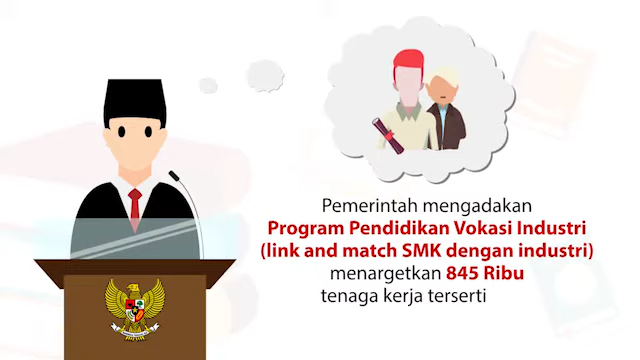 Pemerintah mengadakan
Program Pendidikan Vokasi Industri
(link and match SMK dengan industri)
menargetkan 845 Ribu
tenaga kerja terserti